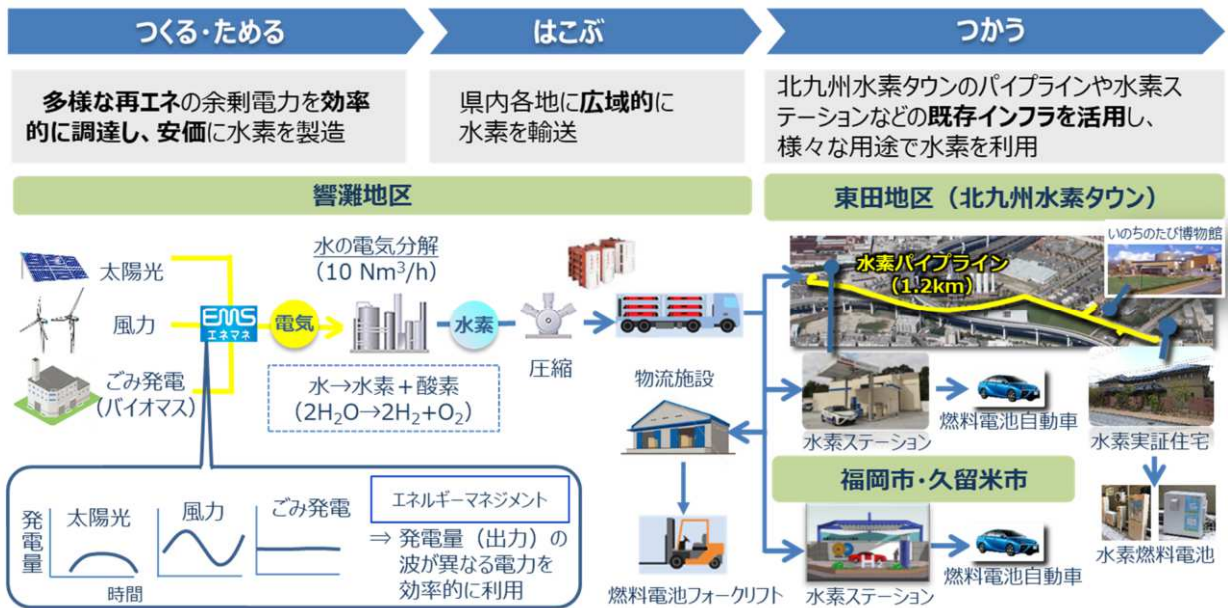 つくる・ためる
はこぶ
つかう
多様な再エネの余剰電力を効率
的に調達し、安価に水素を製造
県内各地に広域的に
水素を輸送
北九州水素タウンのパイプラインや水素ス
テーションなどの既存インフラを活用し、
様々な用途で水素を利用
響灘地区
東田地区（北九州水素タウン）
太陽光
風力
ごみ発電
(バイオマス)
EMS
エネマネ
電気
水の電気分解
(10 Nm³/h)
水素
圧縮
水→水素＋酸素
(2H₂O→2H₂+O₂)
物流施設
燃料電池フォークリフト
いのちのたび博物館
水素パイプライン
(1.2km)
水素ステーション
燃料電池自動車
水素実証住宅
水素燃料電池
福岡市・久留米市
水素ステーション
燃料電池自動車
発電量
太陽光
風力
ごみ発電
時間
エネルギーマネジメント
⇒ 発電量（出力）の
波が異なる電力を
効率的に利用